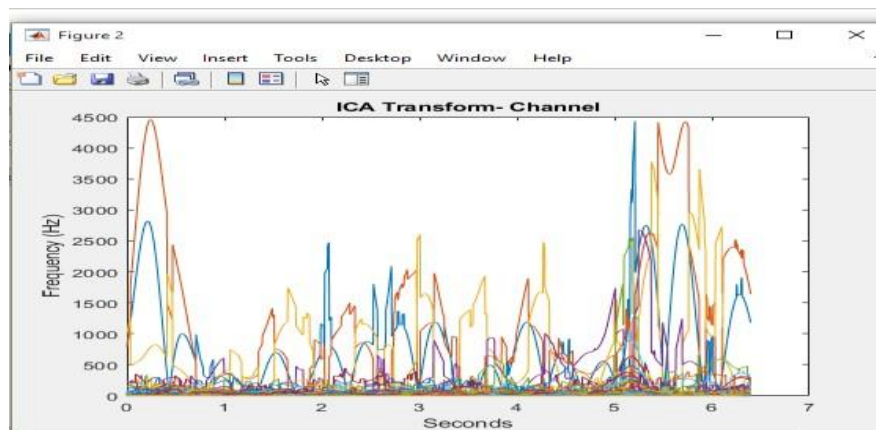 Figure 2
File Edit View Insert Tools Desktop Window Help
ICA Transform- Channel
4500
4000
3500
3000
2500
2000
1500
1000
500
0
Frequency (Hz)
0 1 2 3 4 5 6 7
Seconds